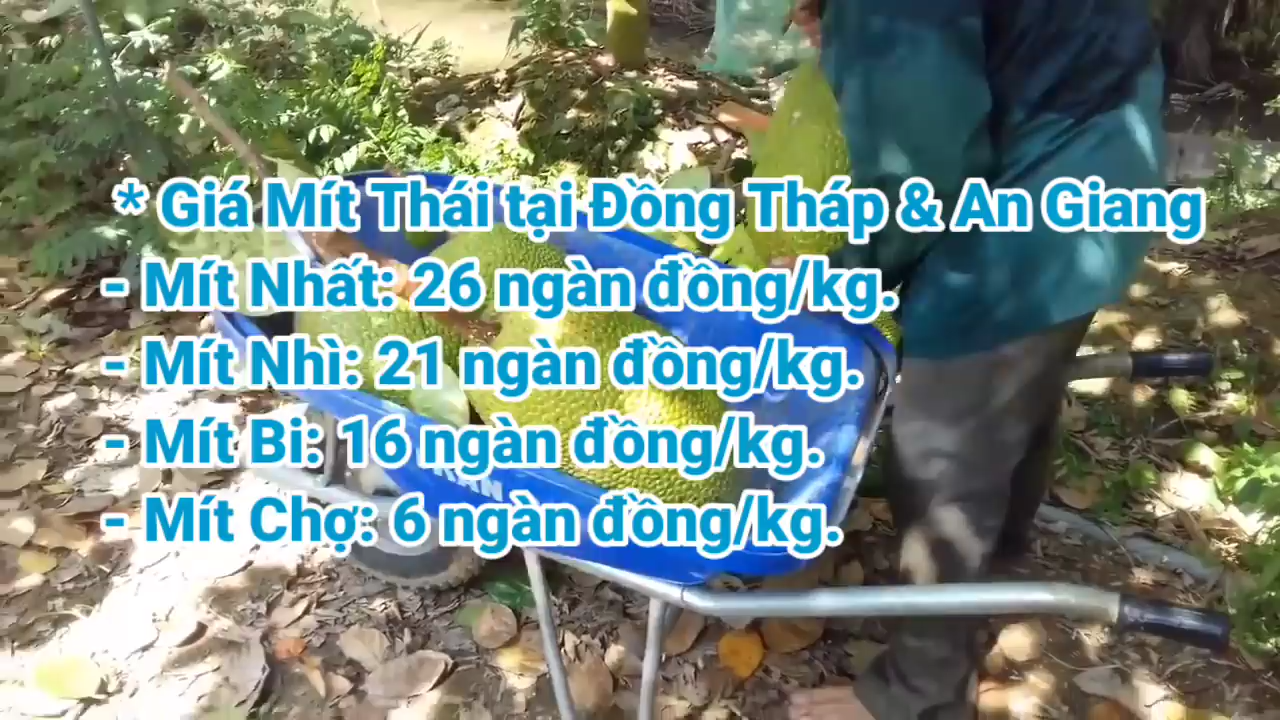 * Giá Mít Thái tại Đồng Tháp & An Giang
- Mít Nhất: 26 ngàn đồng/kg.
- Mít Nhì: 21 ngàn đồng/kg.
- Mít Bi: 16 ngàn đồng/kg.
- Mít Chợ: 6 ngàn đồng/kg.